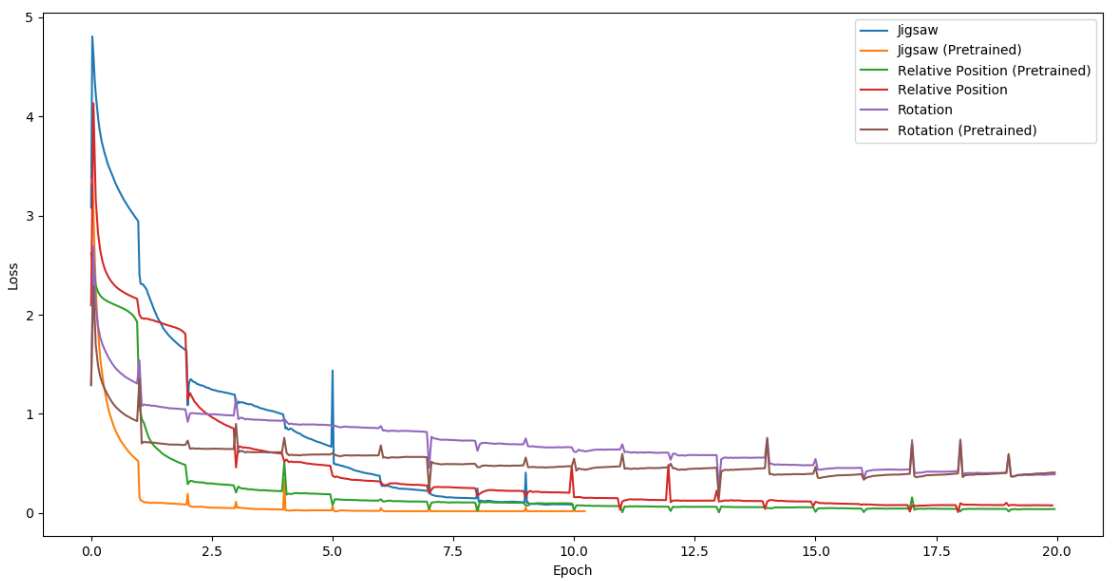 5
4
3
2
1
0
Loss
0.0
2.5
5.0
7.5
10.0
12.5
15.0
17.5
20.0
Epoch
Jigsaw
Jigsaw (Pretrained)
Relative Position (Pretrained)
Relative Position
Rotation
Rotation (Pretrained)